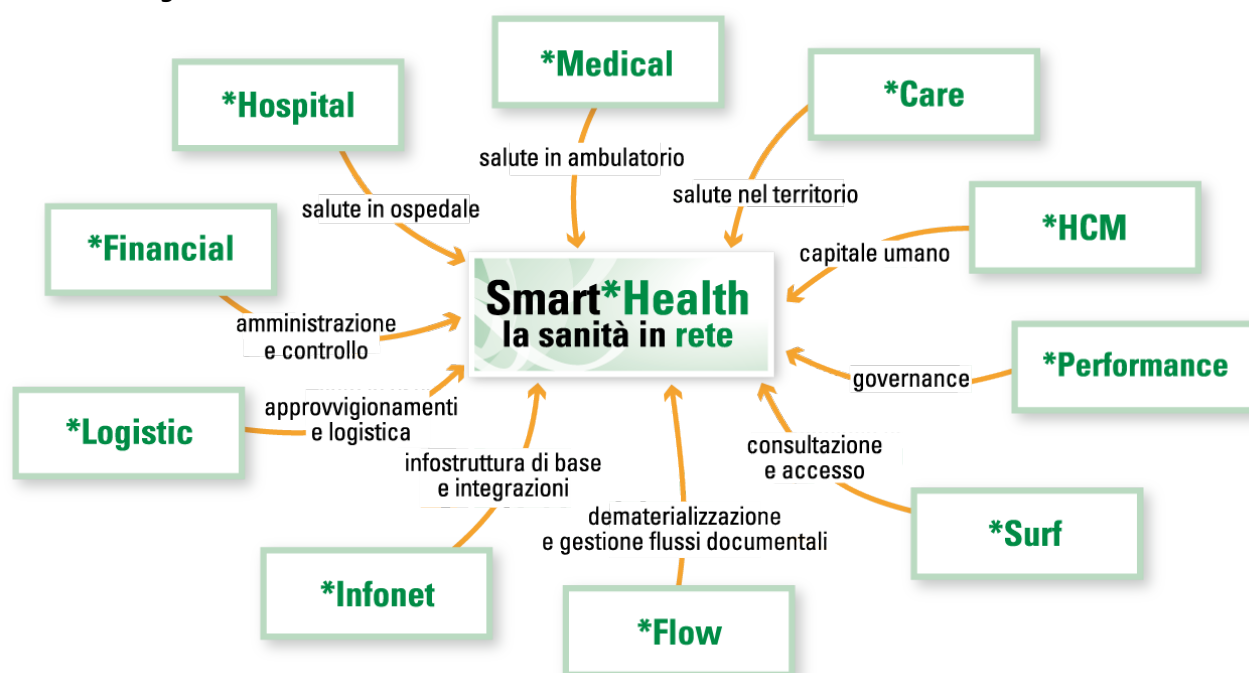 *Medical
*Hospital
*Care
salute in ambulatorio
salute in ospedale
salute nel territorio
*Financial
*HCM
capitale umano
Smart*Health
la sanità in rete
amministrazione
e controllo
*Performance
governance
*Logistic
approvvigionamenti
e logistica
infostruttura di base
e integrazioni
consultazione
e accesso
dematerializzazione
e gestione flussi documentali
*Surf
*Infonet
*Flow